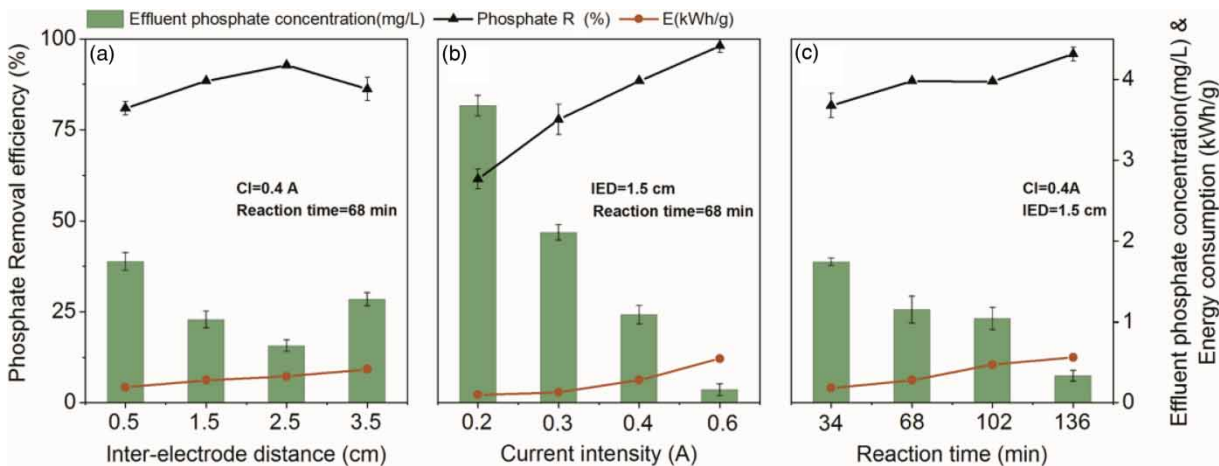 Effluent phosphate concentration(mg/L) Phosphate R (%) E(kWh/g)
Phosphate Removal efficiency (%)
100
75
50
25
0
(a)
CI=0.4 A
Reaction time=68 min
0.5 1.5 2.5 3.5
Inter-electrode distance (cm)
(b)
IED=1.5 cm
Reaction time=68 min
0.2 0.3 0.4 0.6
Current intensity (A)
(c)
CI=0.4A
IED=1.5 cm
34 68 102 136
Reaction time (min)
4
3
2
1
0
Effluent phosphate concentration(mg/L) &
Energy consumption (kWh/g)